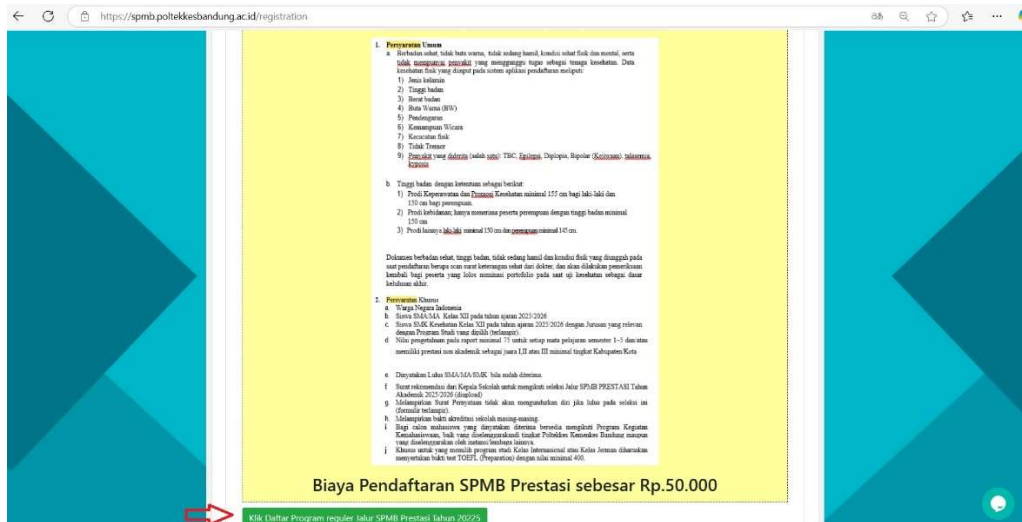 https://spmb.poltekkesbandung.ac.id/registration
1. Persyaratan Umum
a Berbadan sehat, tidak buta warna, tidak sedang hamil, kondisi sehat fisik dan mental, serta
tidak mempunyai penyakit yang mengganggu tugas sebagai tenaga kesehatan. Data
kesehatan fisik yang diinput pada sistem aplikasi pendaftaran meliputi:
1) Jenis kelamin
2) Tinggi badan
3) Berat badan
4) Buta Warna (BW)
5) Pendengaran
6) Kemampuan Wicara
7) Kecacatan fisik
8) Tidak Tremor
9) Penyakit yang diderita (salah satu): TBC, Epilepsi, Diplopia, Bipolar (Kejiwaan), talasemia,
kyposis
b Tinggi badan dengan ketentuan sebagai berikut:
1) Prodi Keperawatan dan Promosi Kesehatan minimal 155 cm bagi laki-laki dan
150 cm bagi perempuan.
2) Prodi kebidanan; hanya menerima peserta perempuan dengan tinggi badan minimal
150 cm
3) Prodi lainnya laki-laki minimal 150 cm dan perempuan minimal 145 cm.
Dokumen berbadan sehat, tinggi badan, tidak sedang hamil dan kondisi fisik yang diunggah pada
saat pendaftaran berupa scan surat keterangan sehat dari dokter, dan akan dilakukan pemeriksaan
kembali bagi peserta yang lolos nominasi portofolio pada saat uji kesehatan sebagai dasar
kelulusan akhir.
2. Persyaratan Khusus
a Warga Negara Indonesia
b Siswa SMA/MA Kelas XII pada tahun ajaran 2025/2026
c. Siswa SMK Kesehatan Kelas XII pada tahun ajaran 2025/2026 dengan Jurusan yang relevan
dengan Program Studi yang dipilih (terlampir).
d Nilai pengetahuan pada raport minimal 75 untuk setiap mata pelajaran semester 1-5 dan/atau
memiliki prestasi non akademik sebagai juara I,II atau III minimal tingkat Kabupaten/Kota
e. Dinyatakan Lulus SMA/MA/SMK bila sudah diterima.
f Surat rekomendasi dari Kepala Sekolah untuk mengikuti seleksi Jalur SPMB PRESTASI Tahun
Akademik 2025/2026 (diupload)
g. Melampirkan Surat Pernyataan tidak akan mengundurkan diri jika lulus pada seleksi ini
(formulir terlampir).
h Melampirkan bukti akreditasi sekolah masing-masing.
i Bagi calon mahasiswa yang dinyatakan diterima bersedia mengikuti Program Kegiatan
Kemahasiswaan, baik yang diselenggarakandi tingkat Poltekkes Kemenkes Bandung maupun
yang diselenggarakan oleh instansi/lembaga lainnya.
j Khusus untuk yang memilih program studi Kelas Internasional atau Kelas Jerman diharuskan
menyertakan bukti test TOEFL (Preparation) dengan nilai minimal 400.
Biaya Pendaftaran SPMB Prestasi sebesar Rp.50.000
Klik Daftar Program reguler Jalur SPMB Prestasi Tahun 20225